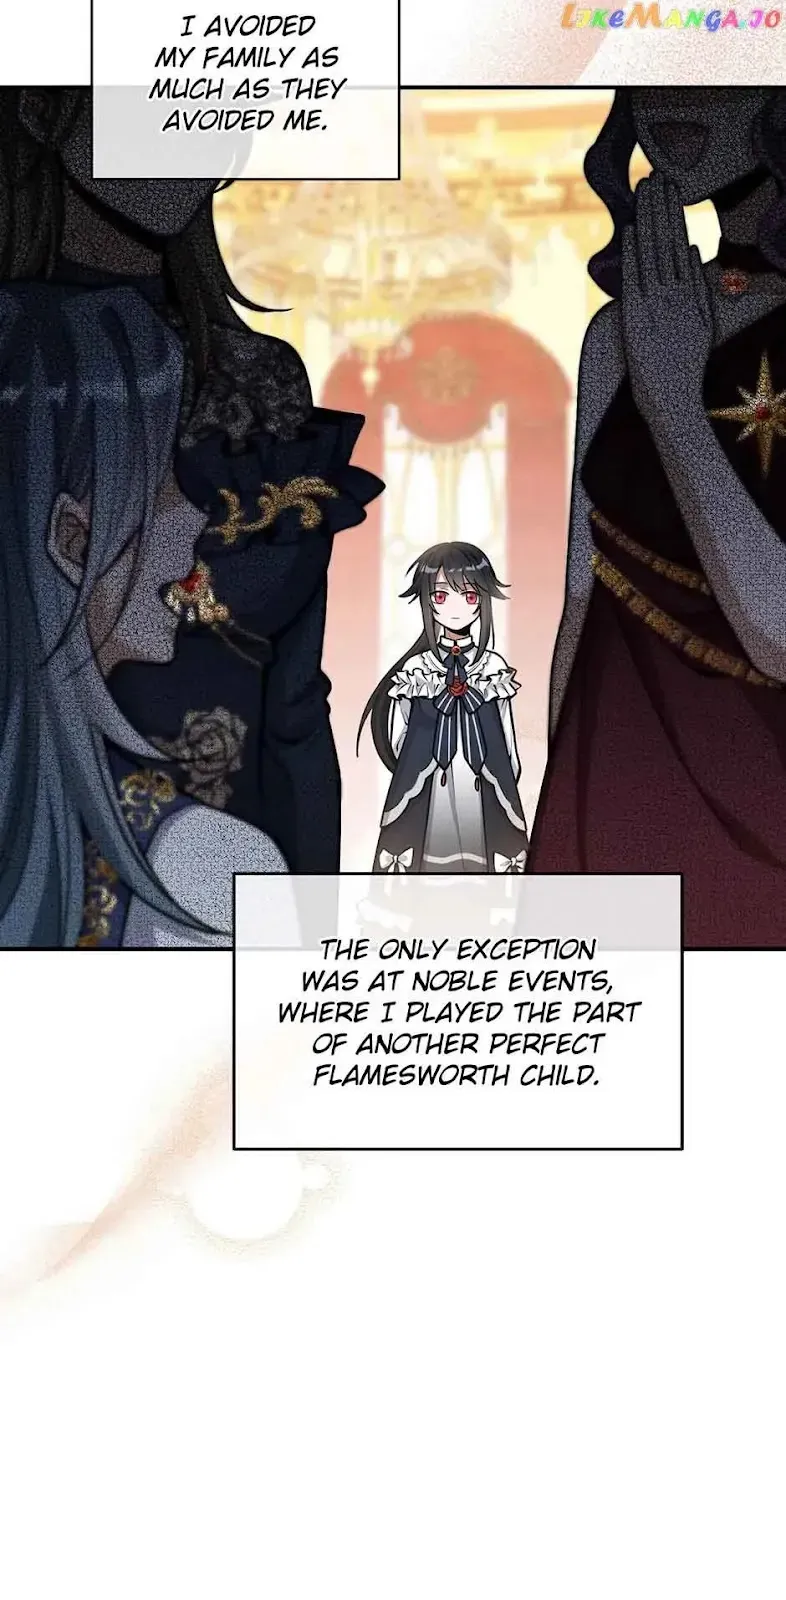 LIKEMANGA.IO
I AVOIDED
MY FAMILY AS
MUCH AS THEY
AVOIDED ME.
THE ONLY EXCEPTION
WAS AT NOBLE EVENTS,
WHERE I PLAYED THE PART
OF ANOTHER PERFECT
FLAMESWORTH CHILD.